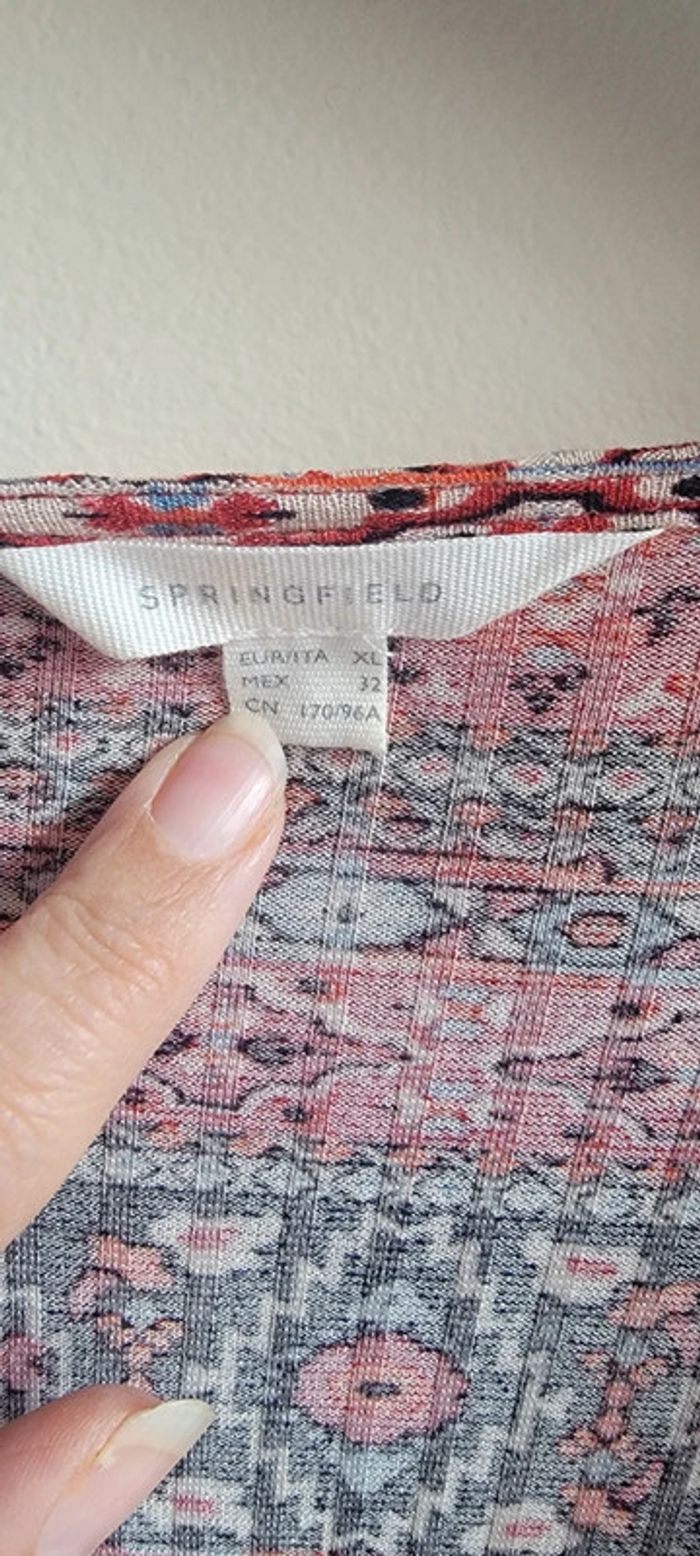 SPRINGFIELD
EUR/ITA XL
MEX 32
CN 170/96A